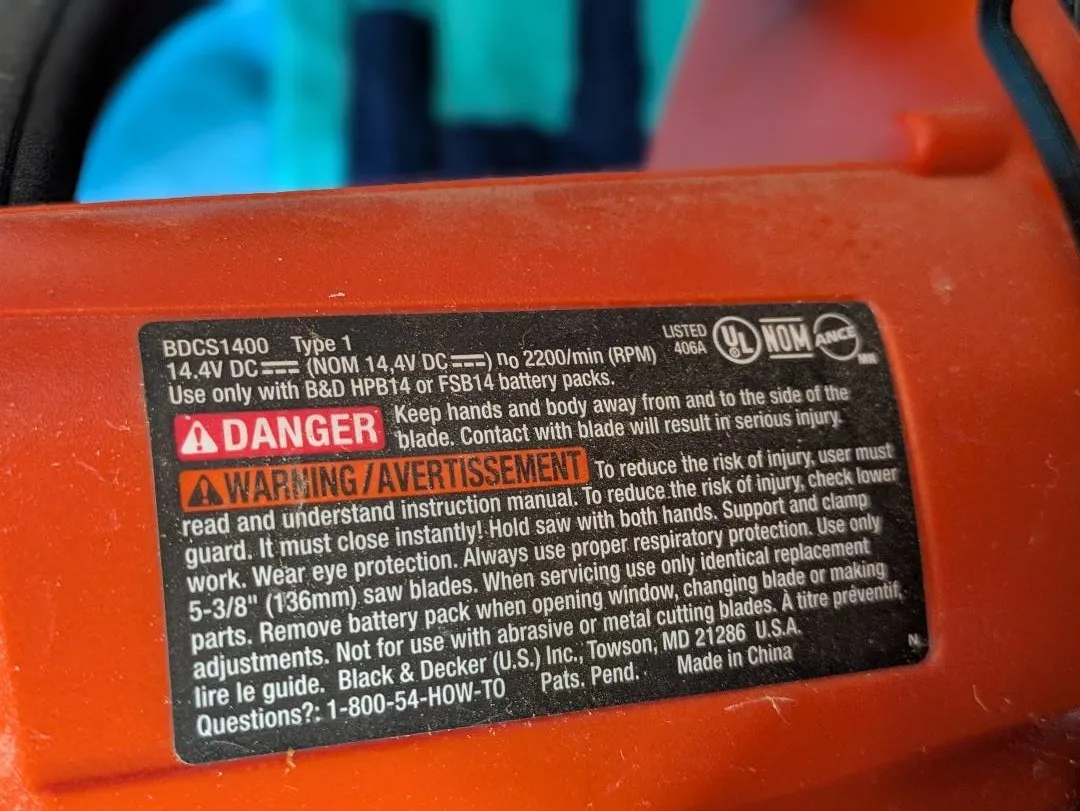 BDCS1400 Type 1
LISTED 406A UL NOM ANCE
14.4V DC (NOM 14,4V DC) no 2200/min (RPM)
MR
Use only with B&D HPB14 or FSB14 battery packs.
DANGER Keep hands and body away from and to the side of the
blade. Contact with blade will result in serious injury.
WARNING/AVERTISSEMENT To reduce the risk of injury, user must
read and understand instruction manual. To reduce the risk of injury, check lower
guard. It must close instantly! Hold saw with both hands. Support and clamp
work. Wear eye protection. Always use proper respiratory protection. Use only
5-3/8" (136mm) saw blades. When servicing use only identical replacement
parts. Remove battery pack when opening window, changing blade or making
adjustments. Not for use with abrasive or metal cutting blades. À titre préventif,
lire le guide. Black & Decker (U.S.) Inc., Towson, MD 21286 U.S.A.
Questions?: 1-800-54-HOW-TO Pats. Pend. Made in China
N